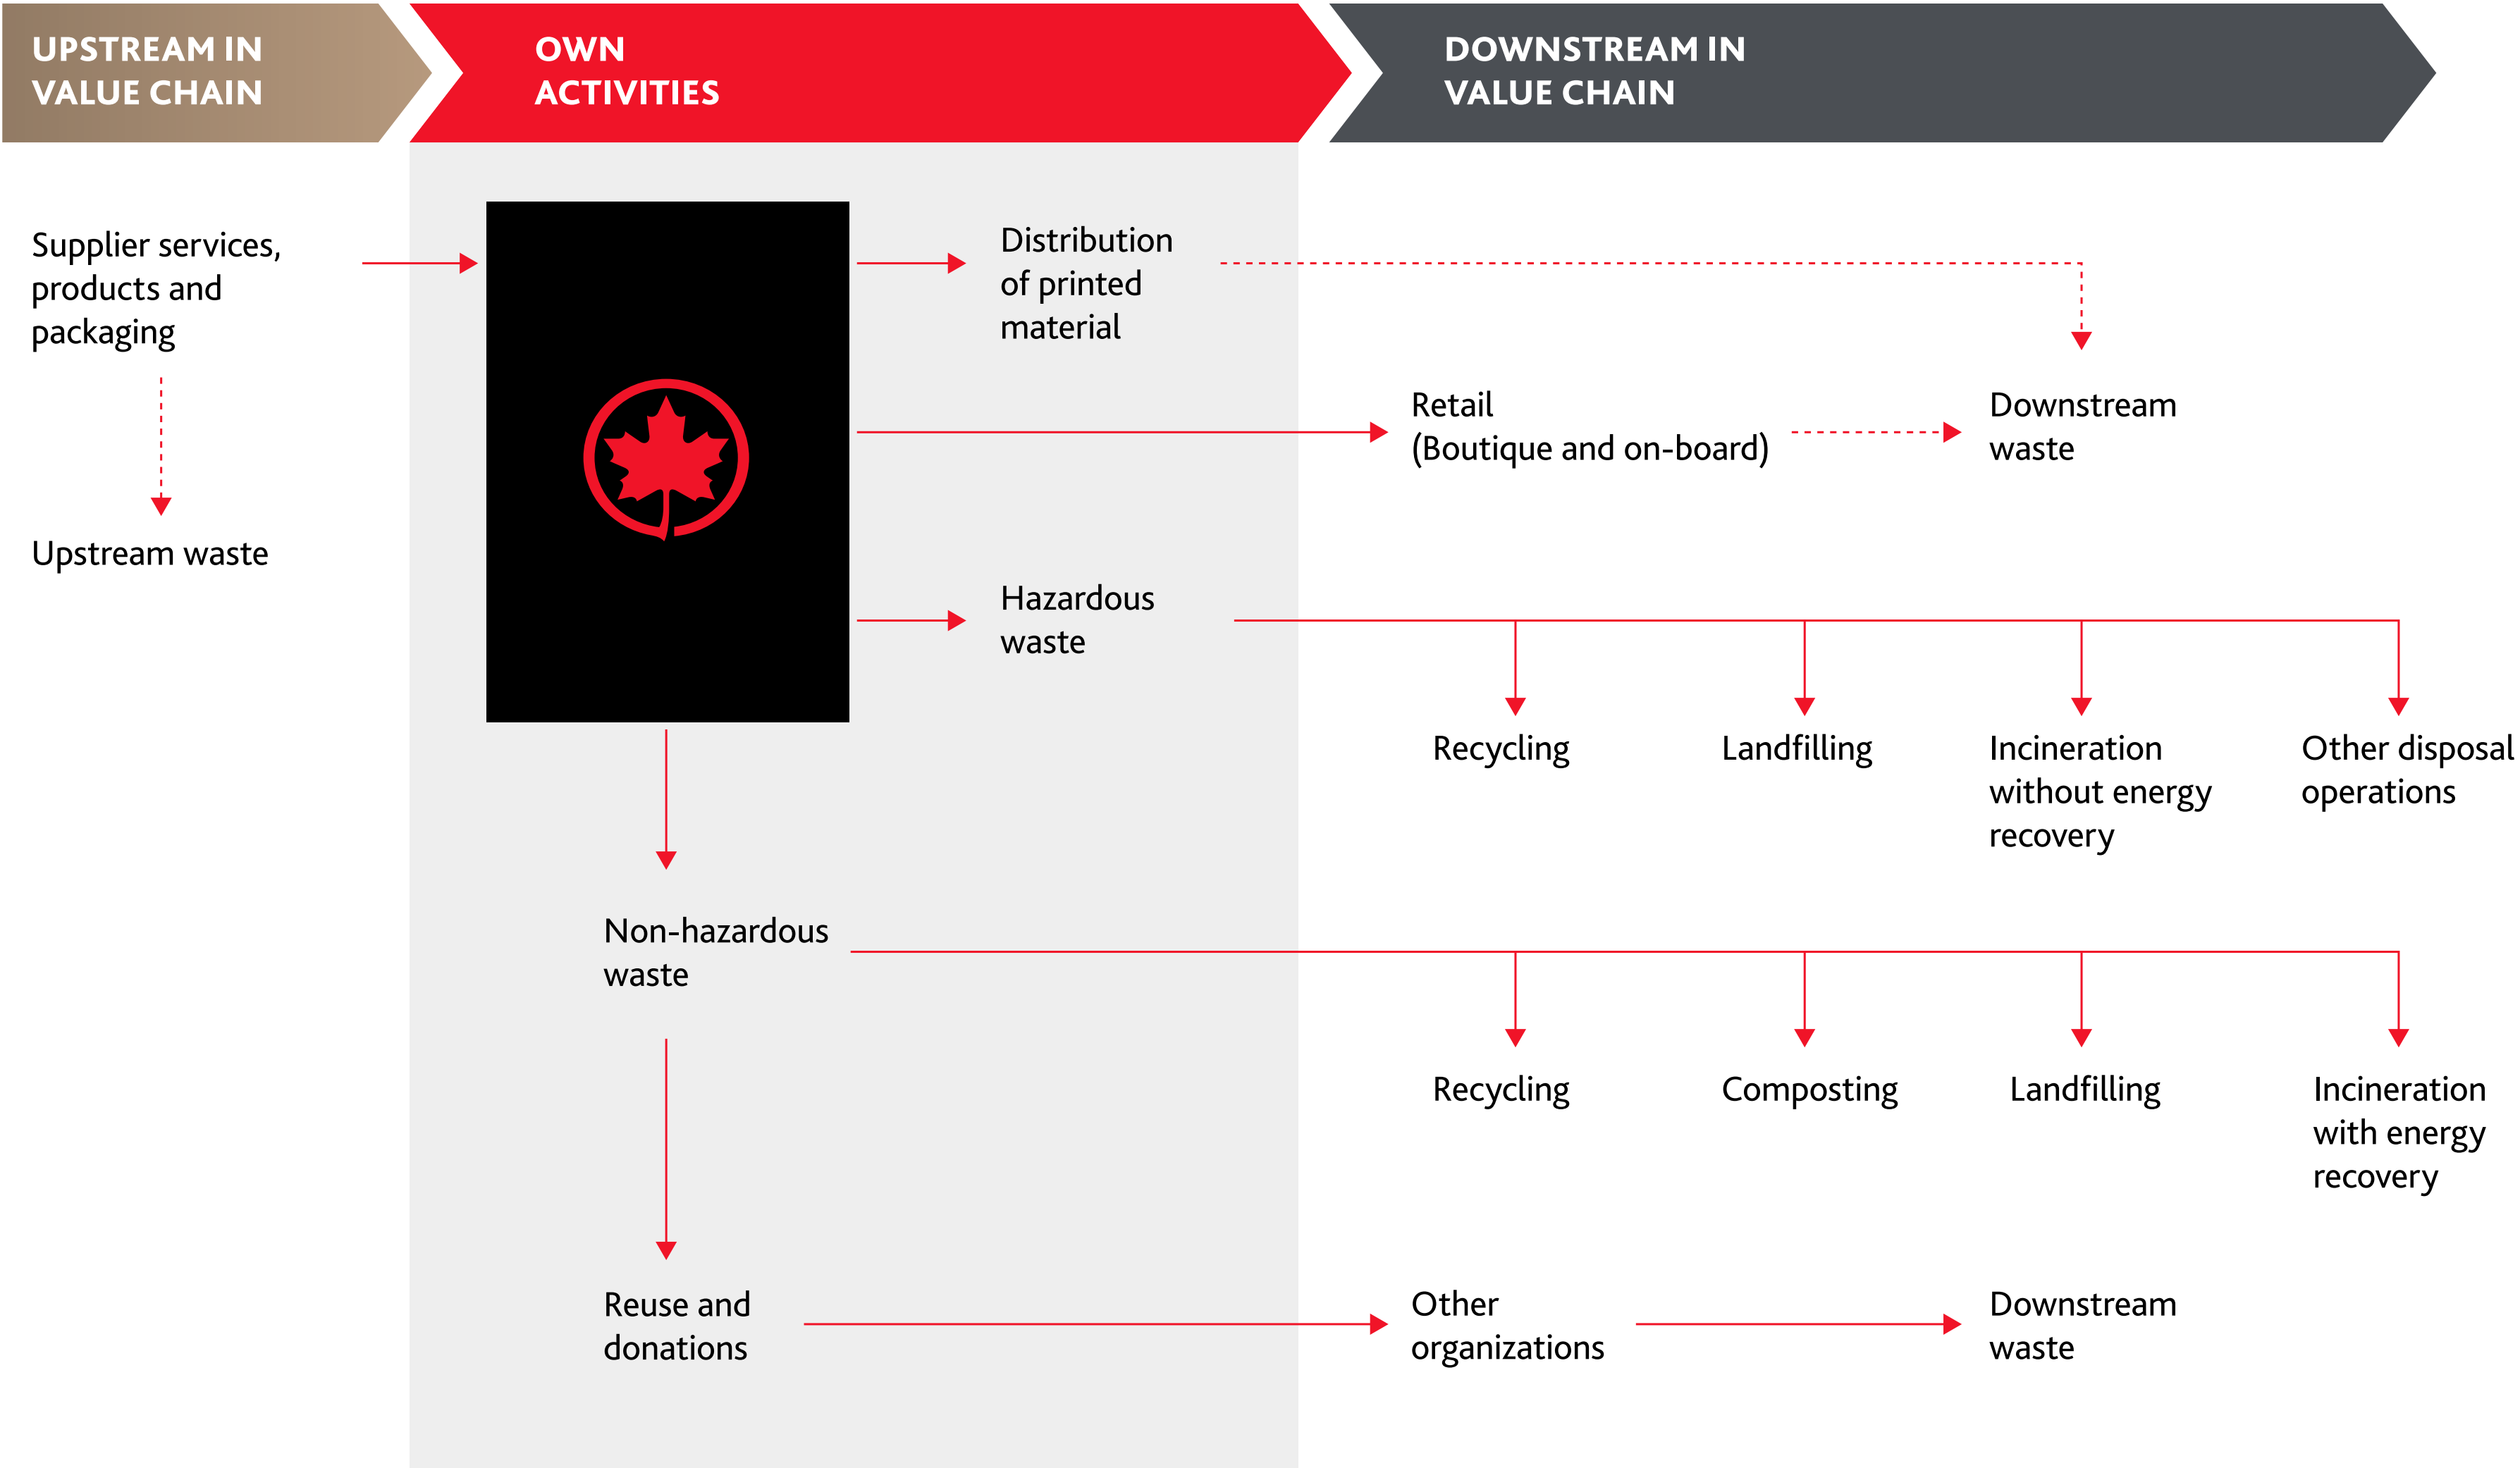 UPSTREAM IN
VALUE CHAIN
OWN
ACTIVITIES
DOWNSTREAM IN
VALUE CHAIN
Supplier services,
products and
packaging
Upstream waste
Distribution
of printed
material
Retail
(Boutique and on-board)
Downstream
waste
Hazardous
waste
Recycling
Landfilling
Incineration
without energy
recovery
Other disposal
operations
Non-hazardous
waste
Recycling
Composting
Landfilling
Incineration
with energy
recovery
Reuse and
donations
Other
organizations
Downstream
waste